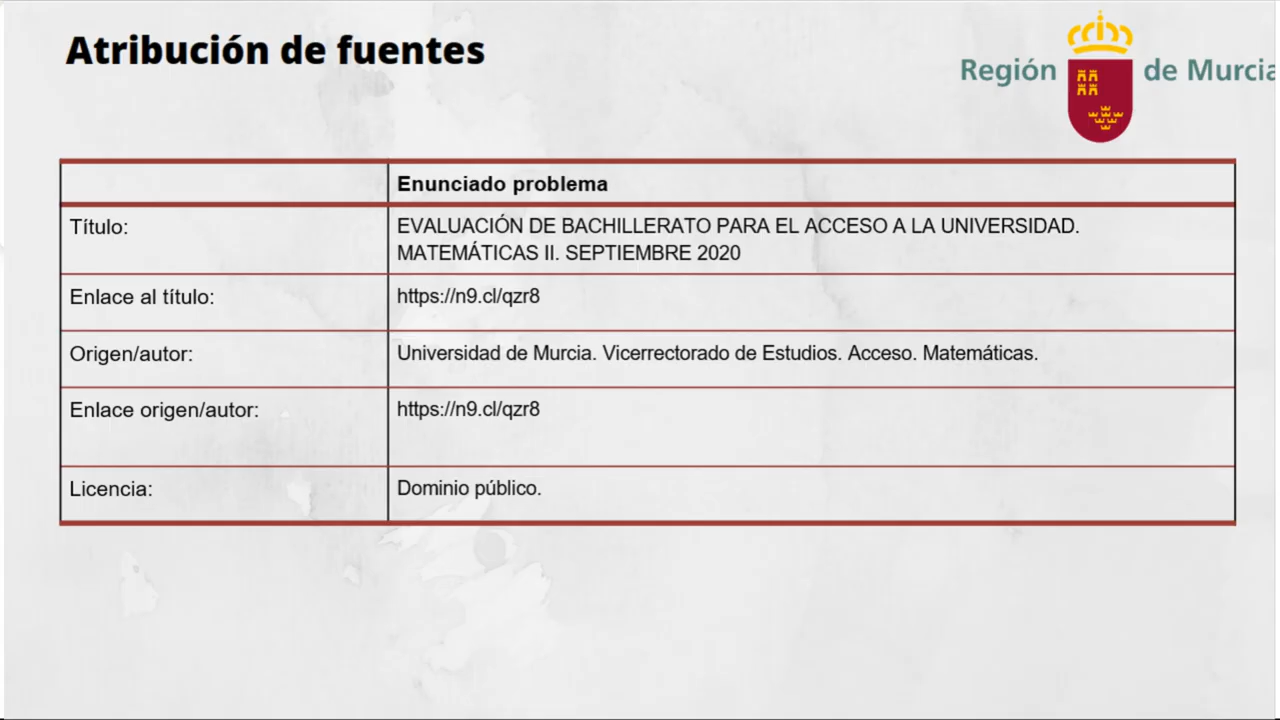 Atribución de fuentes
Región de Murcia
Enunciado problema
Título:
EVALUACIÓN DE BACHILLERATO PARA EL ACCESO A LA UNIVERSIDAD.
MATEMÁTICAS II. SEPTIEMBRE 2020
Enlace al título:
https://n9.cl/qzr8
Origen/autor:
Universidad de Murcia. Vicerrectorado de Estudios. Acceso. Matemáticas.
Enlace origen/autor:
https://n9.cl/qzr8
Licencia:
Dominio público.